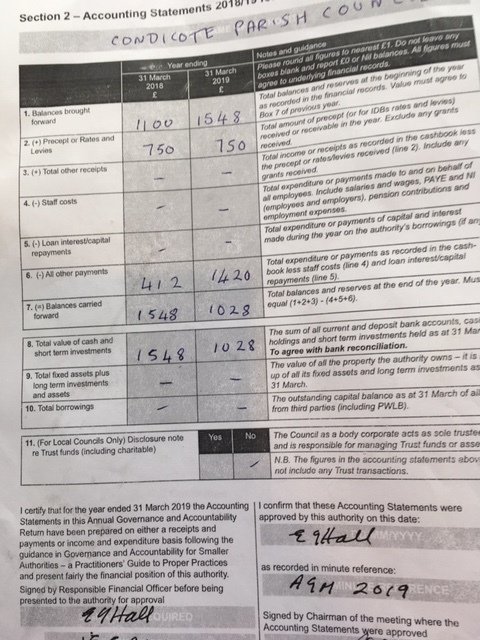 Section 2 – Accounting Statements 2018/19
CONDICOTE PARISH COUNC
Year ending
Notes and guidance
31 March 2018 £
31 March 2019 £
Please round all figures to nearest £1. Do not leave any
boxes blank and report £0 or Nil balances. All figures must
agree to underlying financial records.
1. Balances brought forward
1100
1548
Total balances and reserves at the beginning of the year
as recorded in the financial records. Value must agree to
Box 7 of previous year.
2. (+) Precept or Rates and Levies
750
750
Total amount of precept (or for IDBs rates and levies)
received or receivable in the year. Exclude any grants
received.
3. (+) Total other receipts
–
–
Total income or receipts as recorded in the cashbook less
the precept or rates/levies received (line 2). Include any
grants received.
4. (-) Staff costs
–
–
Total expenditure or payments made to and on behalf of
all employees. Include salaries and wages, PAYE and NI
(employees and employers), pension contributions and
employment expenses.
5. (-) Loan interest/capital repayments
–
–
Total expenditure or payments of capital and interest
made during the year on the authority's borrowings (if any
6. (-) All other payments
412
1420
Total expenditure or payments as recorded in the cash-
book less staff costs (line 4) and loan interest/capital
repayments (line 5).
7. (=) Balances carried forward
1548
1028
Total balances and reserves at the end of the year. Mus
equal (1+2+3) - (4+5+6).
8. Total value of cash and short term investments
1548
1028
The sum of all current and deposit bank accounts, cas
holdings and short term investments held as at 31 Mar
To agree with bank reconciliation.
9. Total fixed assets plus long term investments and assets
–
–
The value of all the property the authority owns – it is
up of all its fixed assets and long term investments as
31 March.
10. Total borrowings
–
–
The outstanding capital balance as at 31 March of all
from third parties (including PWLB).
11. (For Local Councils Only) Disclosure note re Trust funds (including charitable)
Yes
No
The Council as a body corporate acts as sole trustee
and is responsible for managing Trust funds or asse
N.B. The figures in the accounting statements abov
not include any Trust transactions.
I certify that for the year ended 31 March 2019 the Accounting
Statements in this Annual Governance and Accountability
Return have been prepared on either a receipts and
payments or income and expenditure basis following the
guidance in Governance and Accountability for Smaller
Authorities – a Practitioners' Guide to Proper Practices
and present fairly the financial position of this authority.
Signed by Responsible Financial Officer before being
presented to the authority for approval
E G Hall
I confirm that these Accounting Statements were
approved by this authority on this date:
E G Hall
as recorded in minute reference:
AGM 2019
Signed by Chairman of the meeting where the
Accounting Statements were approved